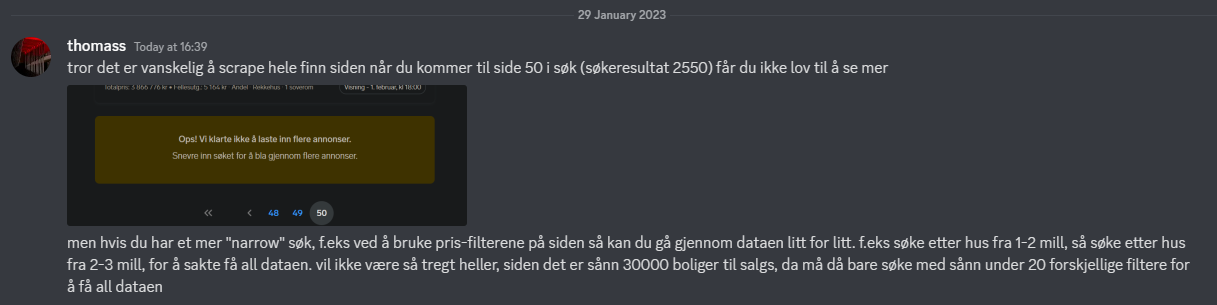 29 January 2023
thomass Today at 16:39
tror det er vanskelig å scrape hele finn siden når du kommer til side 50 i søk (søkeresultat 2550) får du ikke lov til å se mer
Totalpris: 3 866 776 kr • Fellesutg.: 5 164 kr Andel Rekkehus 1 soverom Visning - 1. februar, kl 18:00
Ops! Vi klarte ikke å laste inn flere annonser.
Snevre inn søket for å bla gjennom flere annonser.
48 49 50
men hvis du har et mer "narrow" søk, f.eks ved å bruke pris-filterene på siden så kan du gå gjennom dataen litt for litt. f.eks søke etter hus fra 1-2 mill, så søke etter hus
fra 2-3 mill, for å sakte få all dataen. vil ikke være så tregt heller, siden det er sånn 30000 boliger til salgs, da må då bare søke med sånn under 20 forskjellige filtere for
å få all dataen